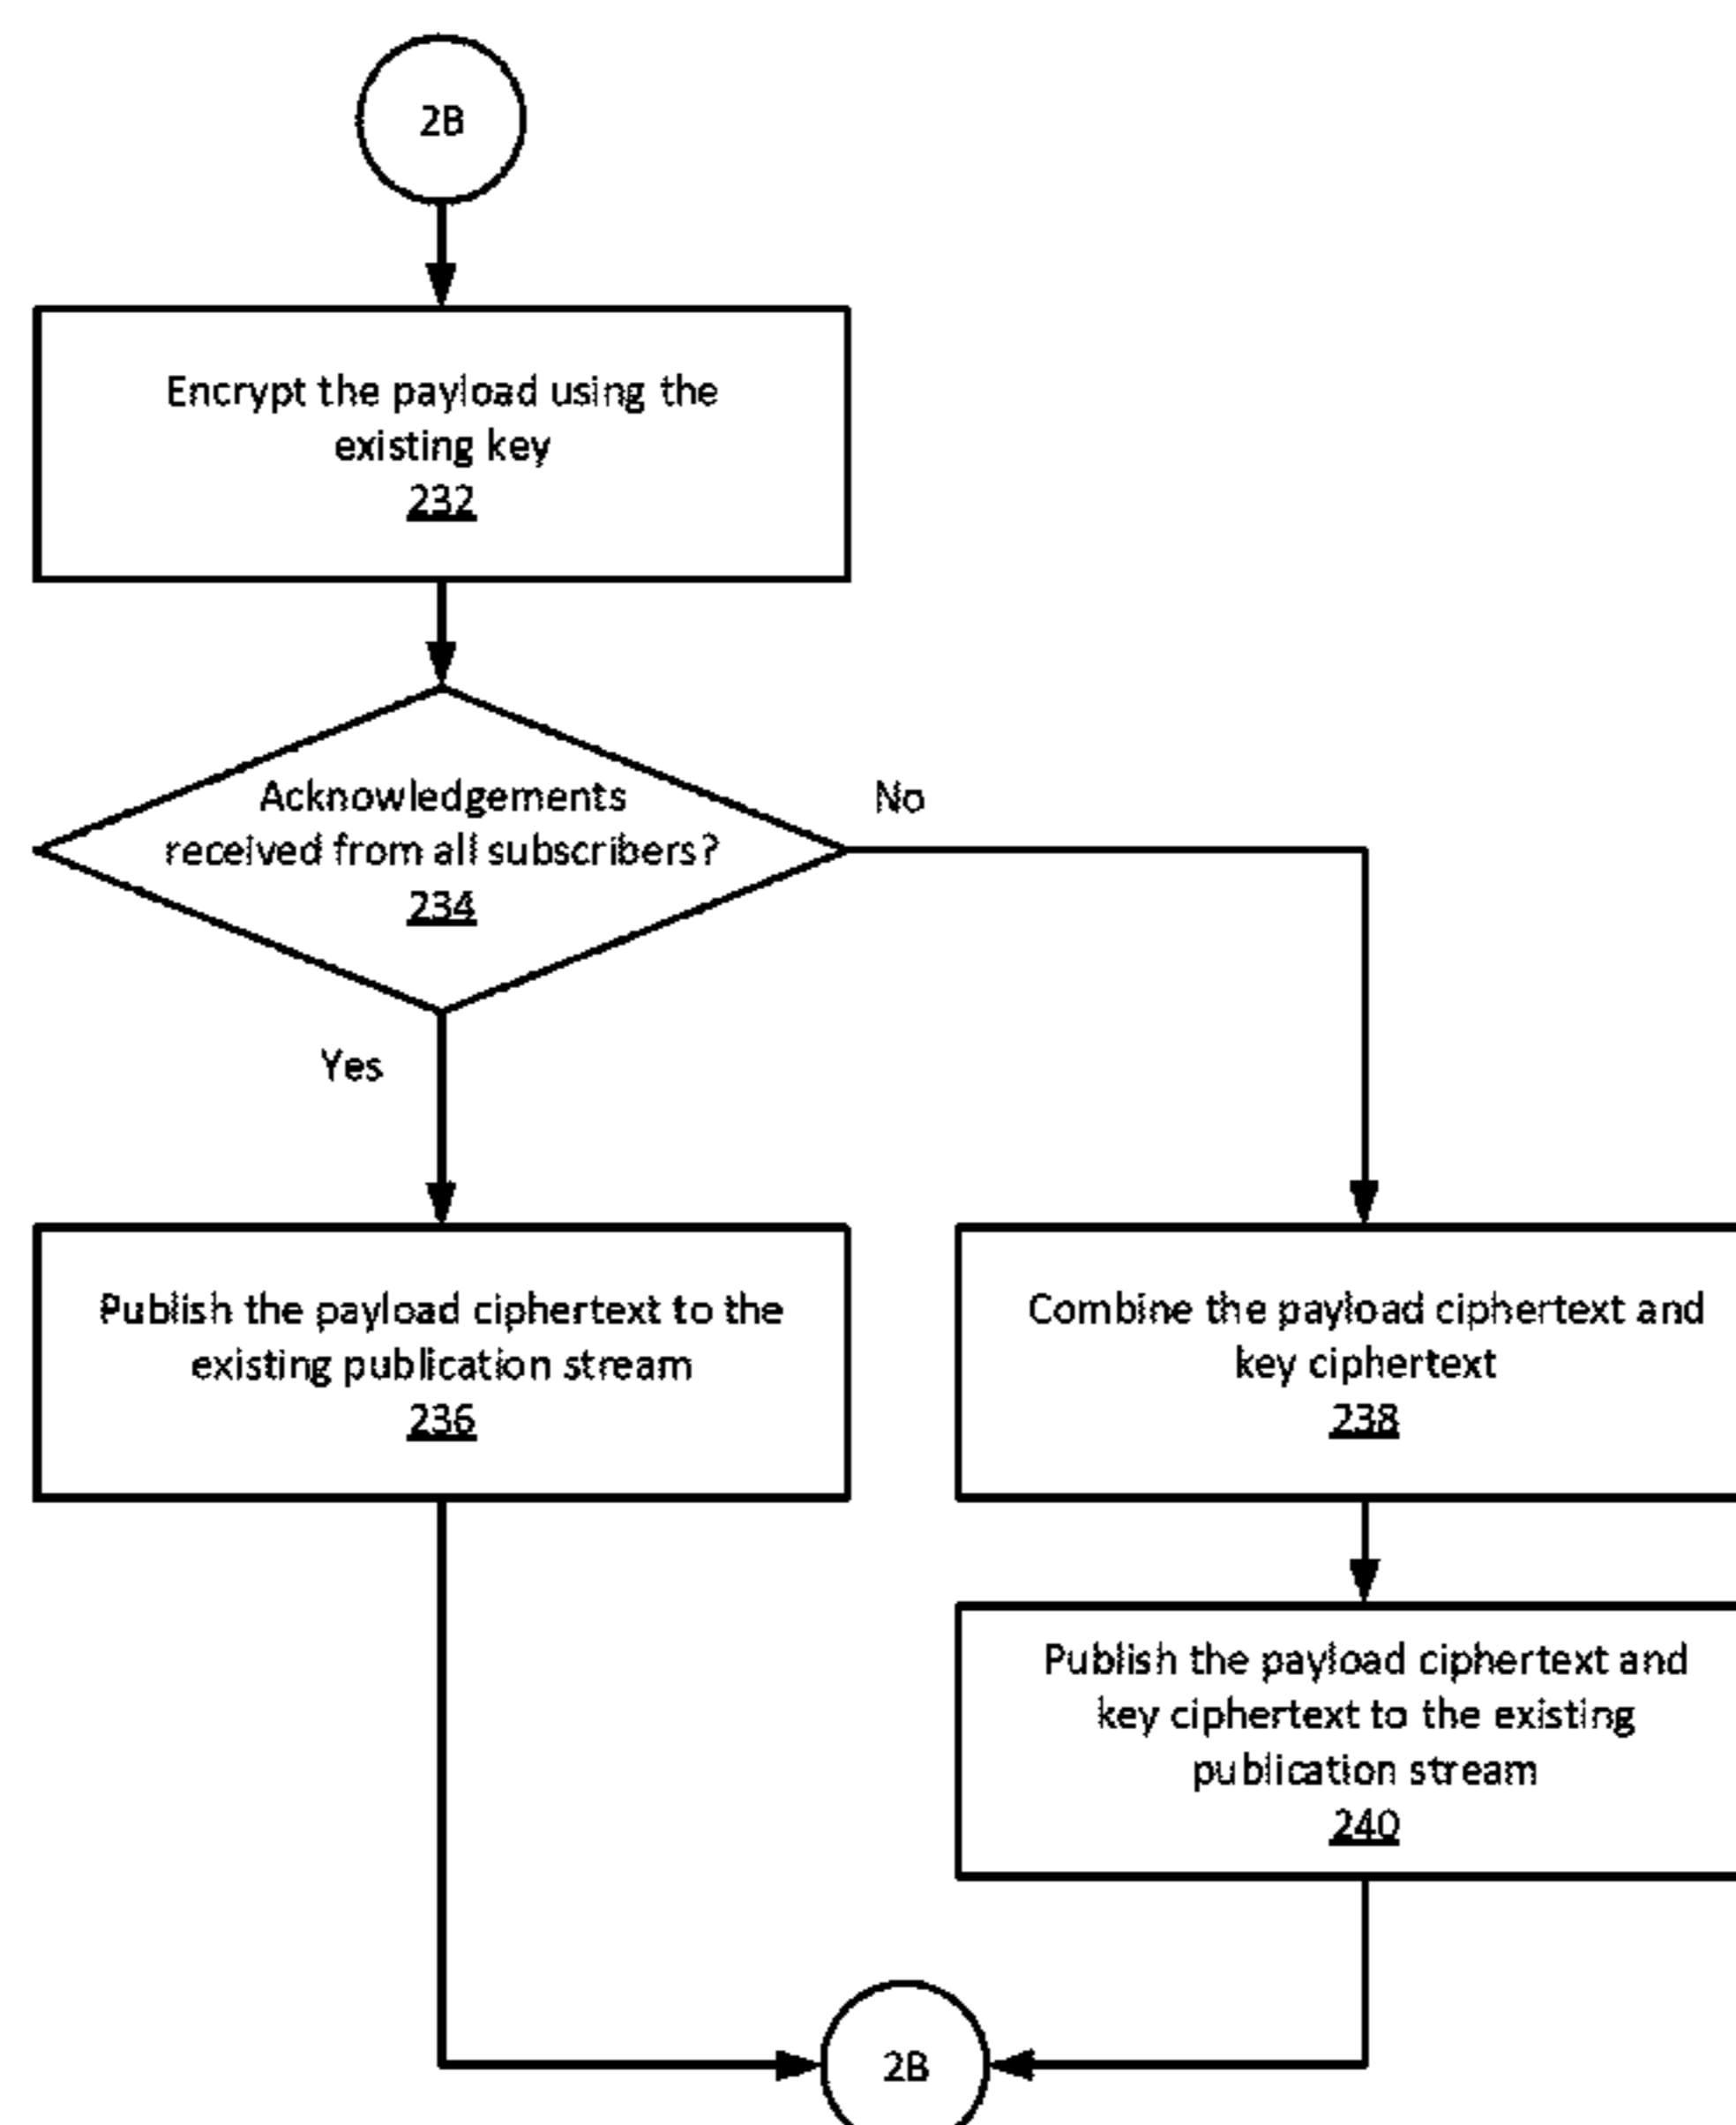 2B
Encrypt the payload using the
existing key
232
Acknowledgements
received from all subscribers?
234
No
Yes
Publish the payload ciphertext to the
existing publication stream
236
Combine the payload ciphertext and
key ciphertext
238
Publish the payload ciphertext and
key ciphertext to the existing
publication stream
240
2B